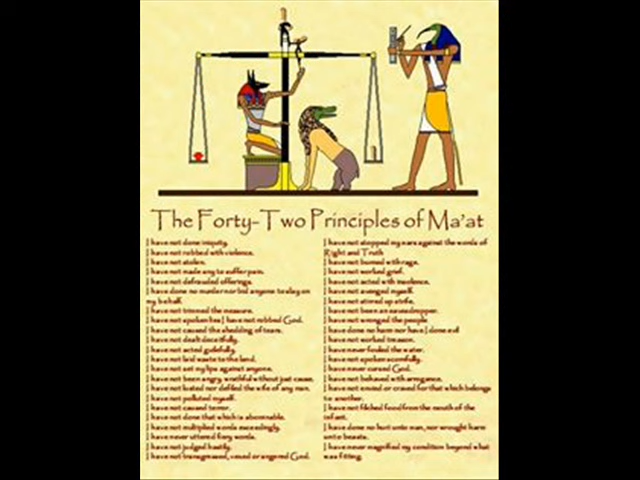 The Forty-Two Principles of Ma'at
I have not done iniquity.
I have not robbed with violence.
I have not stolen.
I have not made any to suffer pain.
I have not defrauded offerings.
I have done no murder nor bid anyone to slay on
my behalf.
I have not trimmed the measure.
I have not spoken lies, I have not robbed God.
I have not caused the shedding of tears.
I have not dealt deceitfully.
I have not acted guilefully.
I have not laid waste to the land.
I have not set my lips against anyone.
I have not been angry, wrathful without just cause.
I have not lusted nor defiled the wife of any man.
I have not polluted myself.
I have not caused terror.
I have not done that which is abominable.
I have not multiplied words exceedingly.
I have never uttered fiery words.
I have not judged hastily.
I have not transgressed, vexed or angered God.
I have not stopped my ears against the words of
Right and Truth
I have not burned with rage.
I have not worked grief.
I have not acted with insolence.
I have not avenged myself.
I have not stirred up strife.
I have not been an eavesdropper.
I have not wronged the people
I have done no harm nor have I done evil
I have not worked treason.
I have never fouled the water.
I have not spoken scornfully.
I have never cursed God.
I have not behaved with arrogance.
I have not envied or craved for that which belongs
to another.
I have not filched food from the mouth of the
infant.
I have done no hurt unto man, nor wrought harm
unto beasts.
I have never magnified my condition beyond what
was fitting.